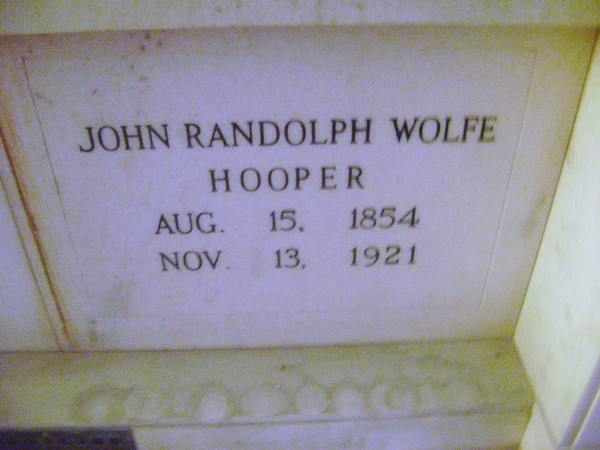 JOHN RANDOLPH WOLFE
HOOPER
AUG. 15, 1854
NOV. 13, 1921